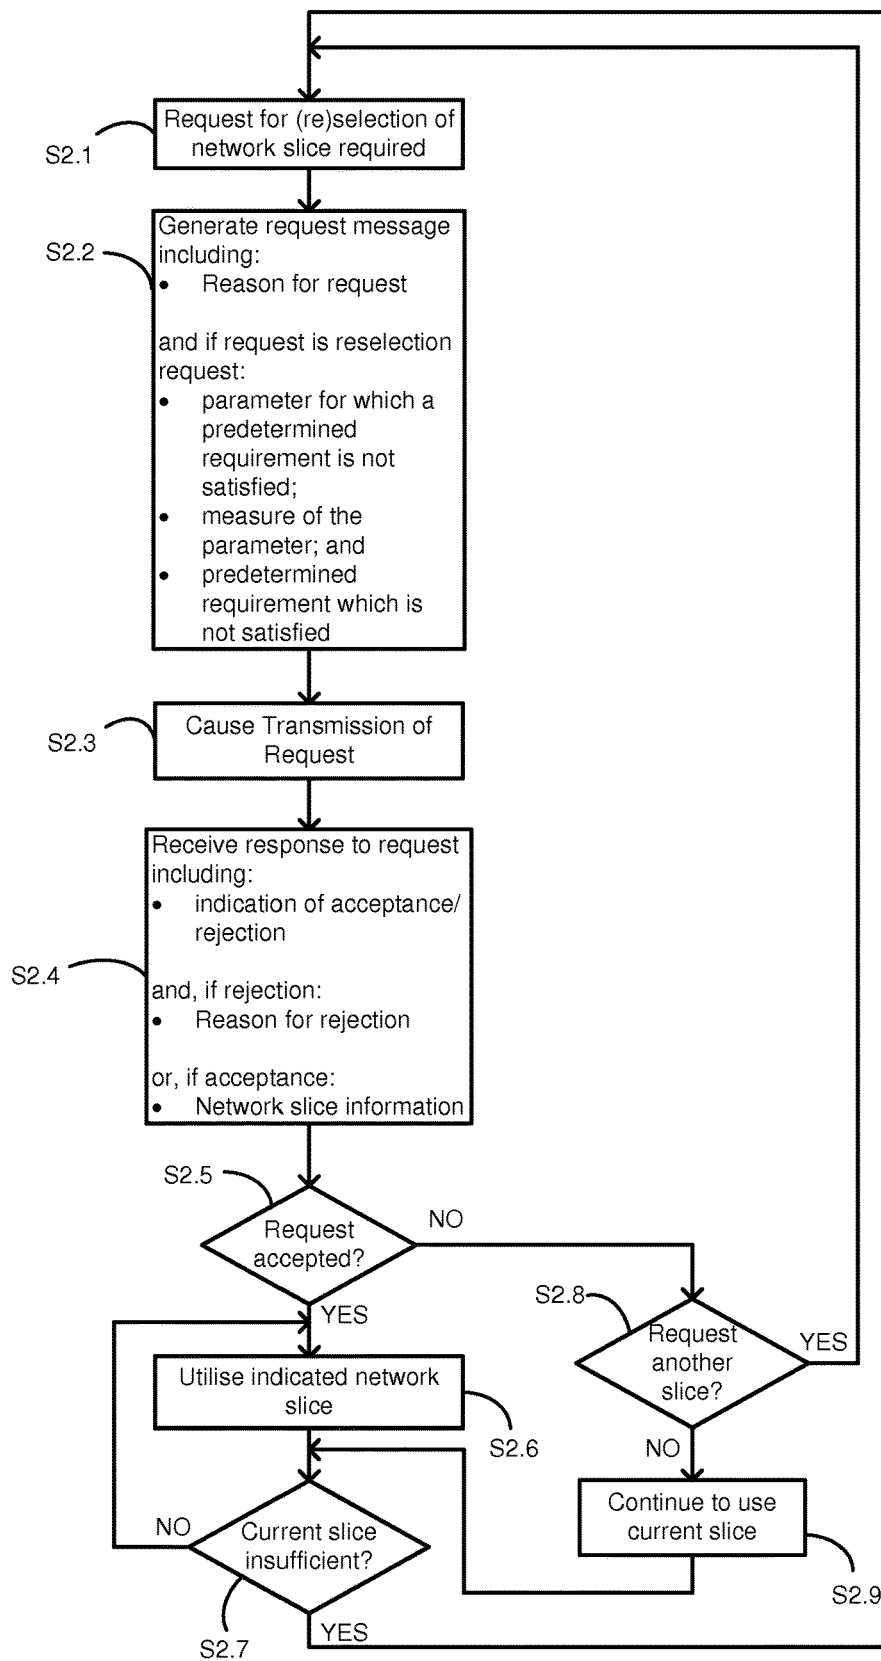 Request for (re)selection of
network slice required
S2.1
Generate request message
including:
• Reason for request
and if request is reselection
request:
• parameter for which a
predetermined
requirement is not
satisfied;
• measure of the
parameter; and
• predetermined
requirement which is
not satisfied
S2.2
Cause Transmission of
Request
S2.3
Receive response to request
including:
• indication of acceptance/
rejection
and, if rejection:
• Reason for rejection
or, if acceptance:
• Network slice information
S2.4
S2.5
Request
accepted?
NO
YES
S2.8
Request
another
slice?
YES
NO
Utilise indicated network
slice
S2.6
Continue to use
current slice
S2.9
Current slice
insufficient?
NO
S2.7
YES